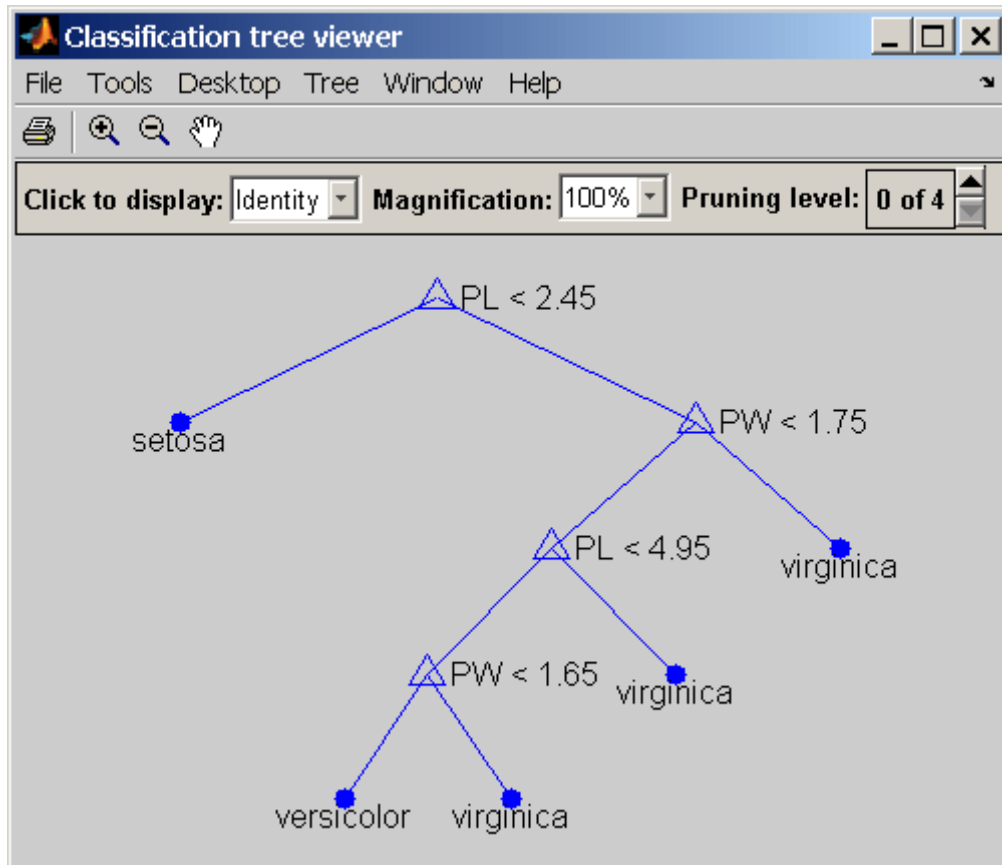 Classification tree viewer
File Tools Desktop Tree Window Help
Click to display: Identity Magnification: 100% Pruning level: 0 of 4
PL < 2.45
setosa
PW < 1.75
PL < 4.95
virginica
PW < 1.65
virginica
versicolor
virginica